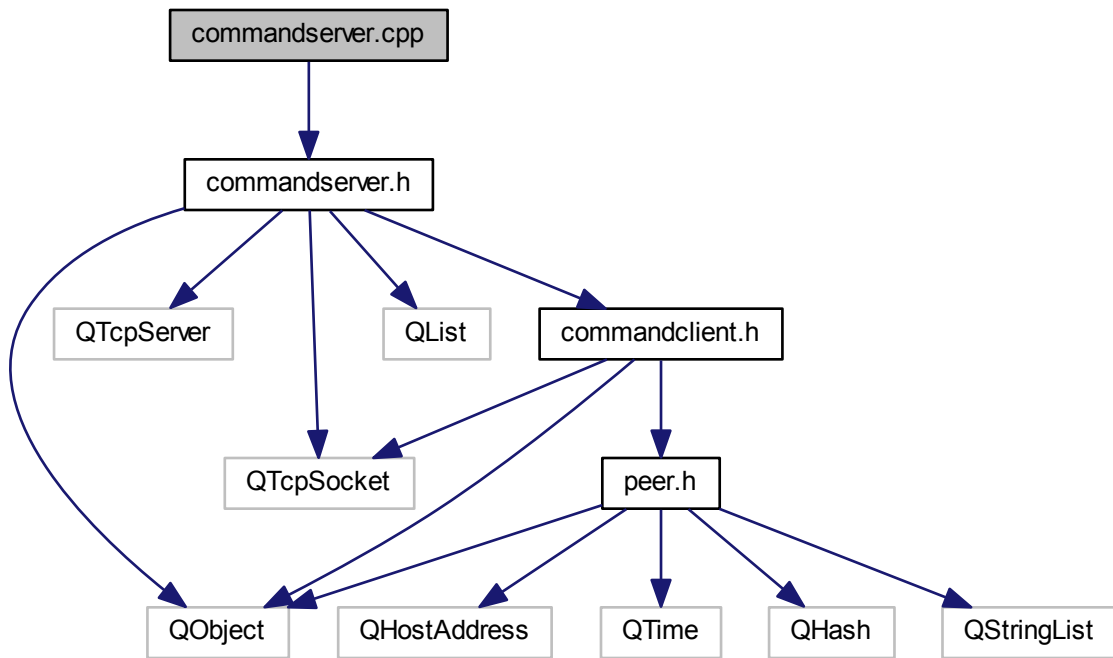 commandserver.cpp
commandserver.h
QTcpServer
QList
commandclient.h
QTcpSocket
peer.h
QObject
QHostAddress
QTime
QHash
QStringList